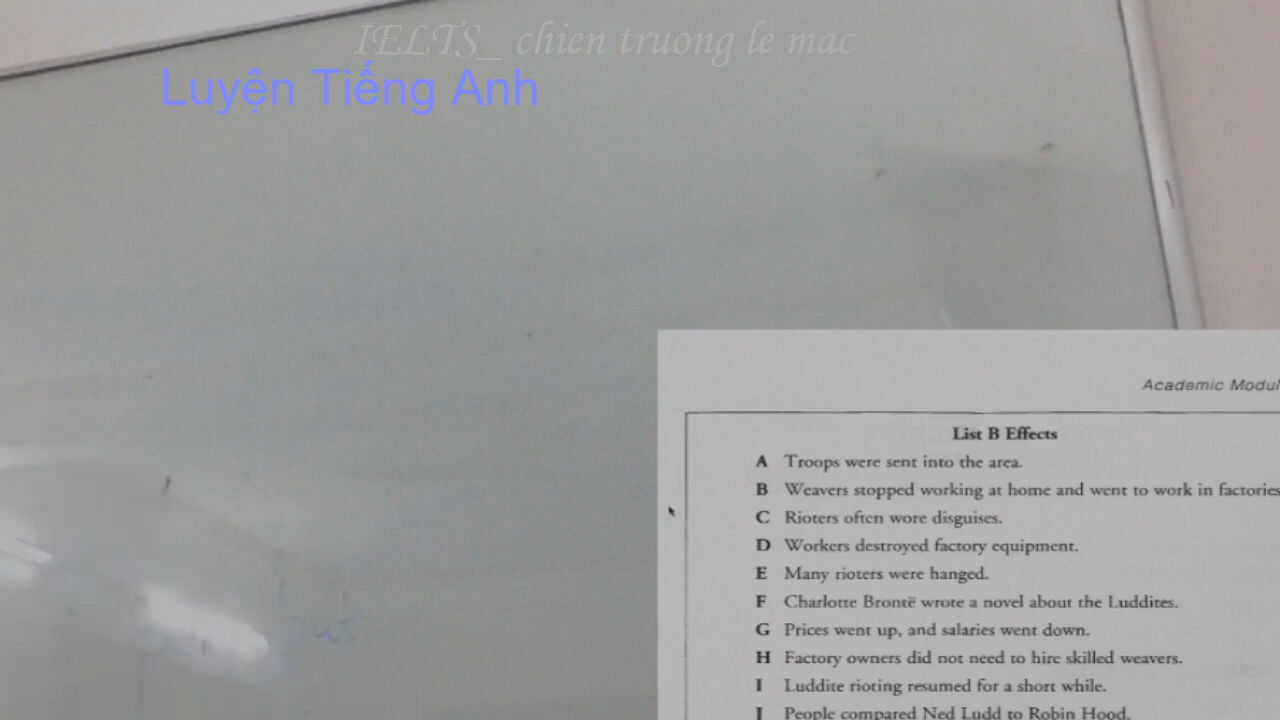 IELTS_ chien truong le mac
Luyện Tiếng Anh
Academic Modul
List B Effects
A Troops were sent into the area.
B Weavers stopped working at home and went to work in factories
C Rioters often wore disguises.
D Workers destroyed factory equipment.
E Many rioters were hanged.
F Charlotte Brontë wrote a novel about the Luddites.
G Prices went up, and salaries went down.
H Factory owners did not need to hire skilled weavers.
I Luddite rioting resumed for a short while.
J People compared Ned Ludd to Robin Hood.